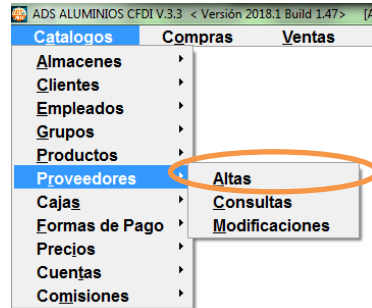 ADS ALUMINIOS CFDI V.3.3 < Versión 2018.1 Build 1.47> [A
Catalogos Compras Ventas
Almacenes
Clientes
Empleados
Grupos
Productos
Proveedores Altas
Cajas Consultas
Formas de Pago Modificaciones
Precios
Cuentas
Comisiones